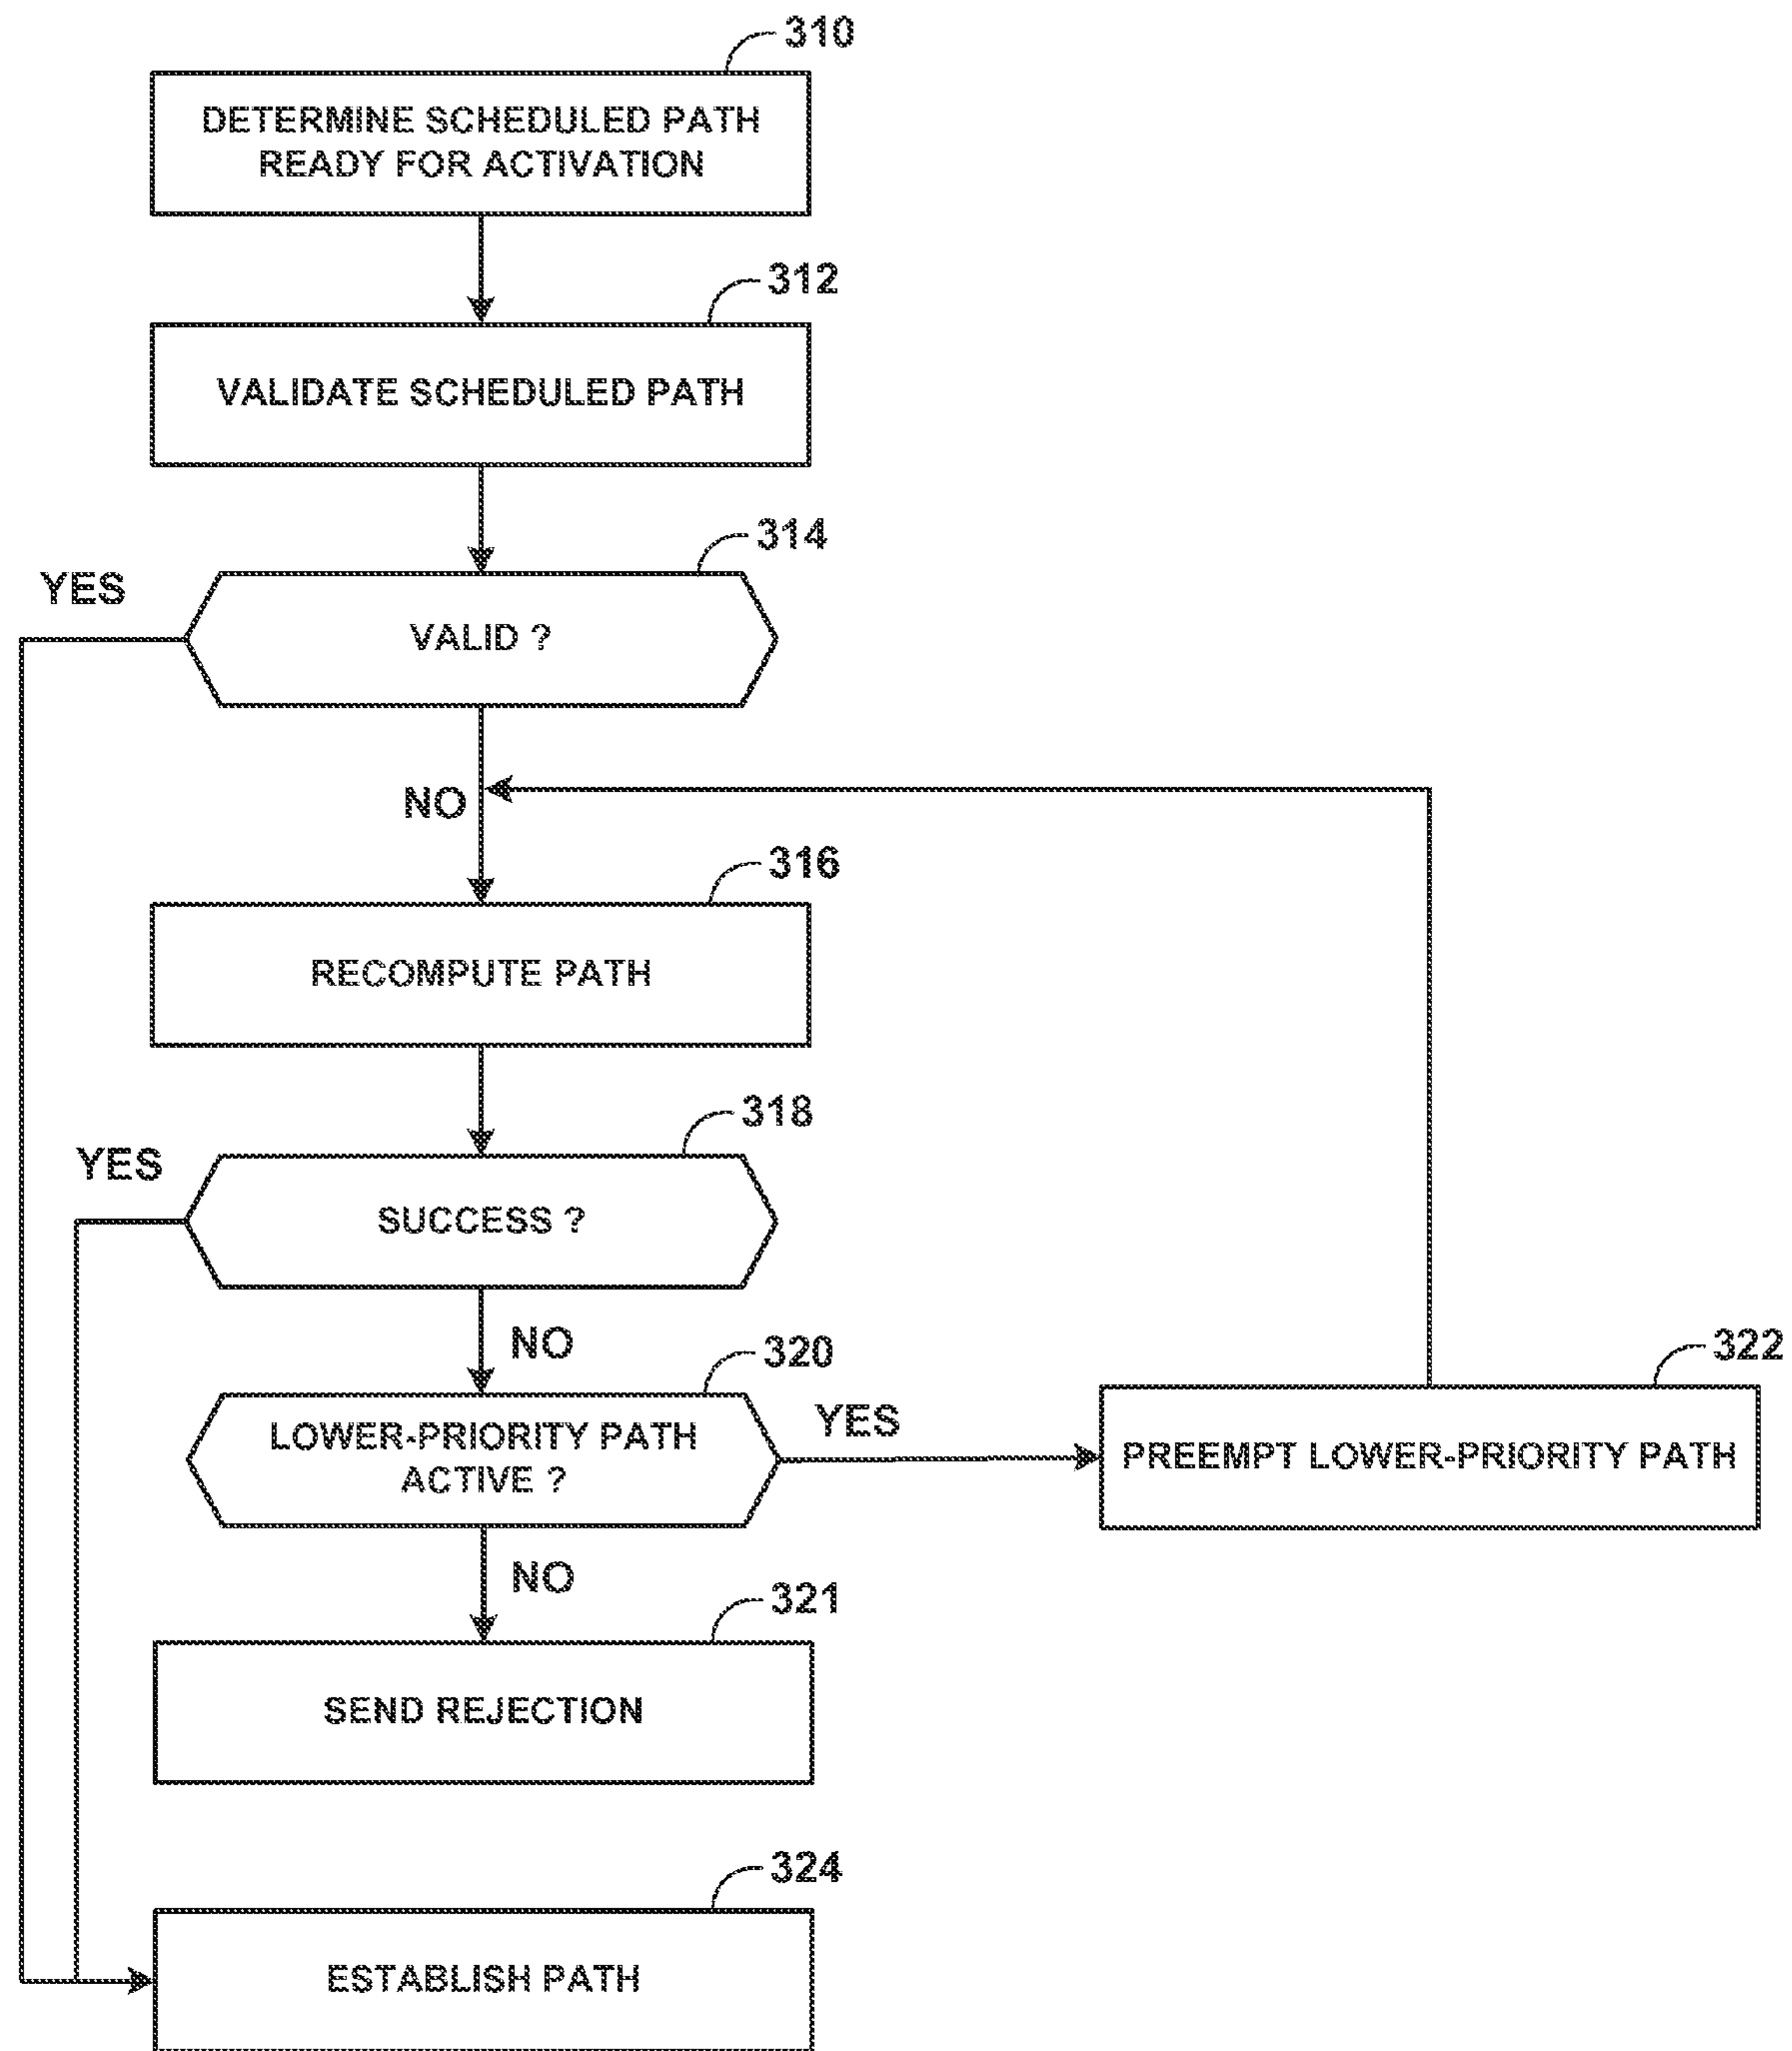 310
DETERMINE SCHEDULED PATH
READY FOR ACTIVATION
312
VALIDATE SCHEDULED PATH
314
YES
VALID ?
NO
316
RECOMPUTE PATH
318
YES
SUCCESS ?
NO
320
322
LOWER-PRIORITY PATH
ACTIVE ?
YES
PREEMPT LOWER-PRIORITY PATH
NO
321
SEND REJECTION
324
ESTABLISH PATH